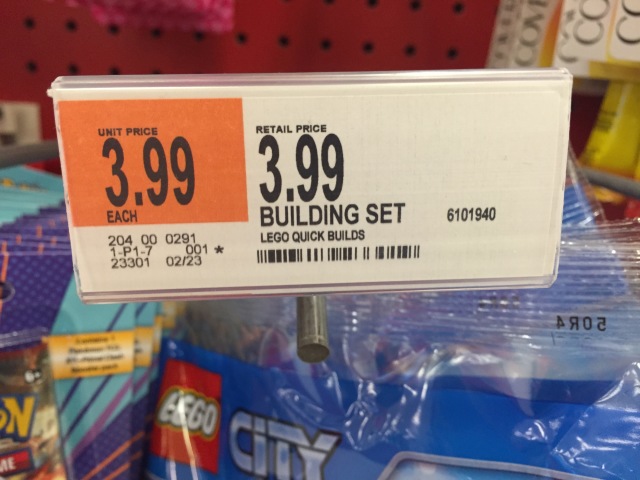 UNIT PRICE
3.99
EACH
204 00 0291
1-P1-7 001 *
23301 02/23
RETAIL PRICE
3.99
BUILDING SET 6101940
LEGO QUICK BUILDS
50R4
LEGO
CITY